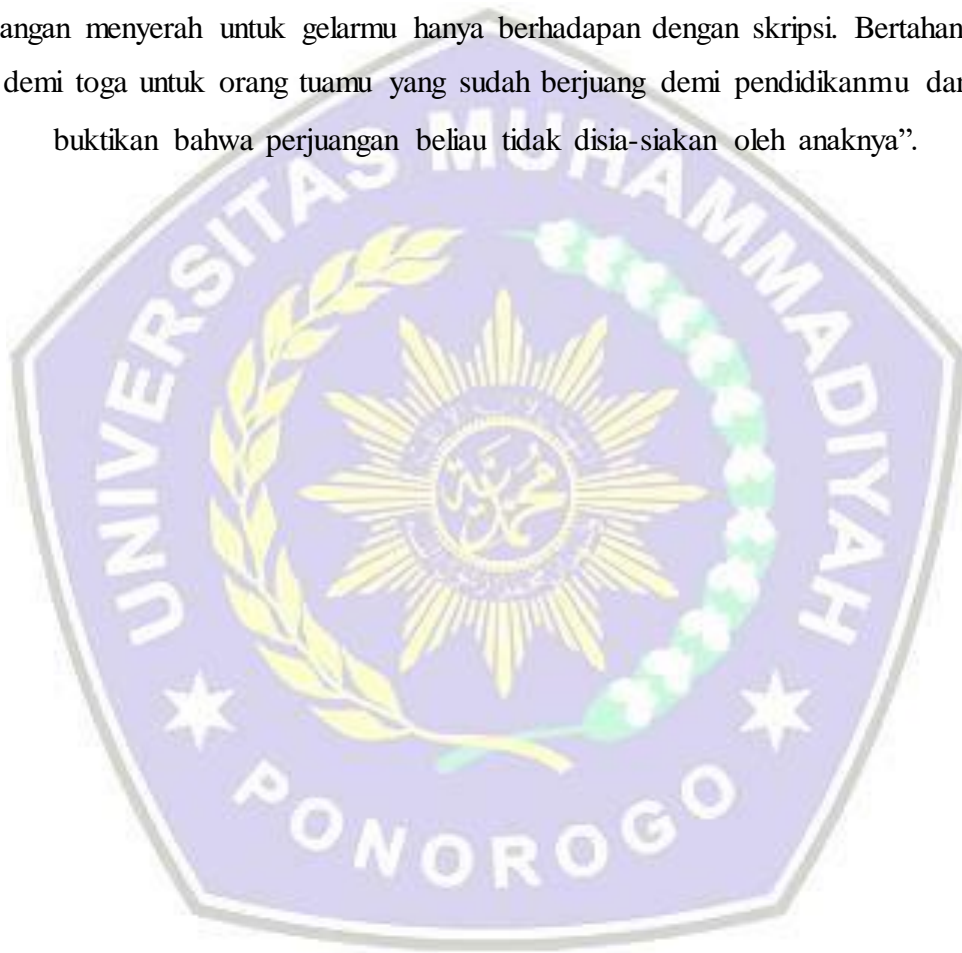 angan menyerah untuk gelarmu hanya berhadapan dengan skripsi. Bertahan
demi toga untuk orang tuamu yang sudah berjuang demi pendidikanmu dan
buktikan bahwa perjuangan beliau tidak disia-siakan oleh anaknya”.
UNIVERSITAS MUHAMMADIYAH
محمدية
PONOROGO